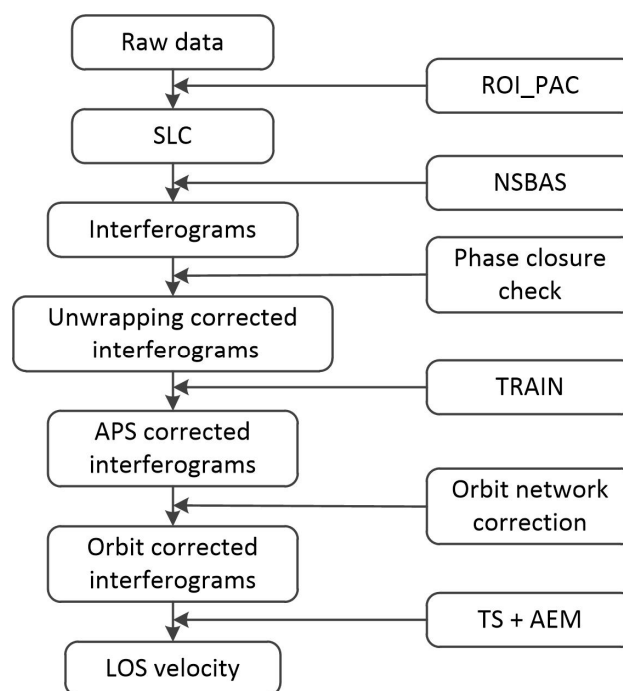 Raw data
ROI_PAC
SLC
NSBAS
Interferograms
Phase closure
check
Unwrapping corrected
interferograms
TRAIN
APS corrected
interferograms
Orbit network
correction
Orbit corrected
interferograms
TS + AEM
LOS velocity